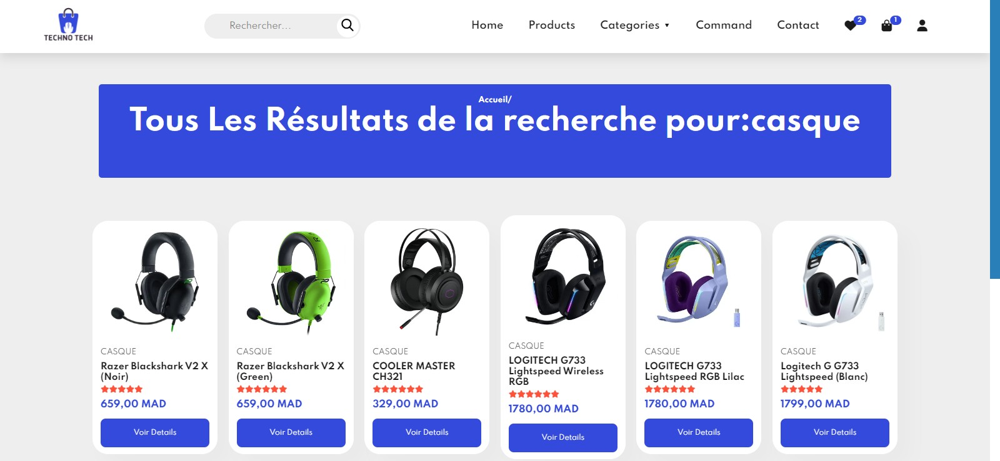 TECHNO TECH
Rechercher...
Home
Products
Categories ▼
Command
Contact
2
1
Accueil/
Tous Les Résultats de la recherche pour:casque
CASQUE
Razer Blackshark V2 X
(Noir)
659,00 MAD
Voir Details
CASQUE
Razer Blackshark V2 X
(Green)
659,00 MAD
Voir Details
CASQUE
COOLER MASTER
CH321
329,00 MAD
Voir Details
CASQUE
LOGITECH G733
Lightspeed Wireless
RGB
1780,00 MAD
Voir Details
CASQUE
LOGITECH G733
Lightspeed RGB Lilac
1780,00 MAD
Voir Details
CASQUE
Logitech G G733
Lightspeed (Blanc)
1799,00 MAD
Voir Details